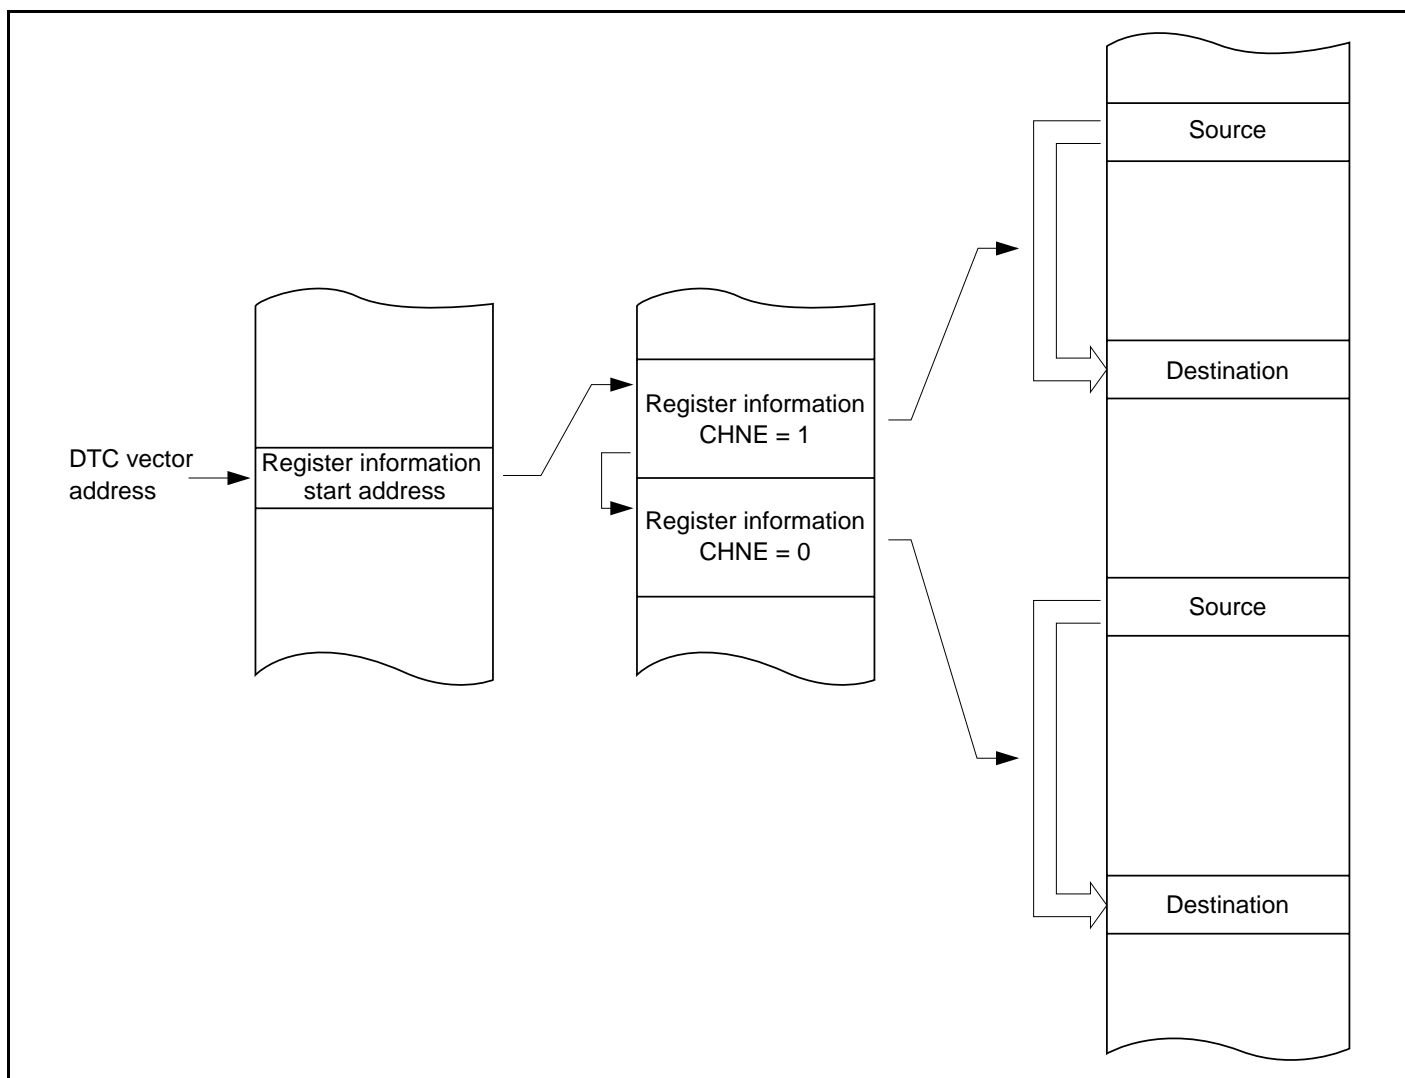 DTC vector
address
Register information
start address
Register information
CHNE = 1
Register information
CHNE = 0
Source
Destination
Source
Destination